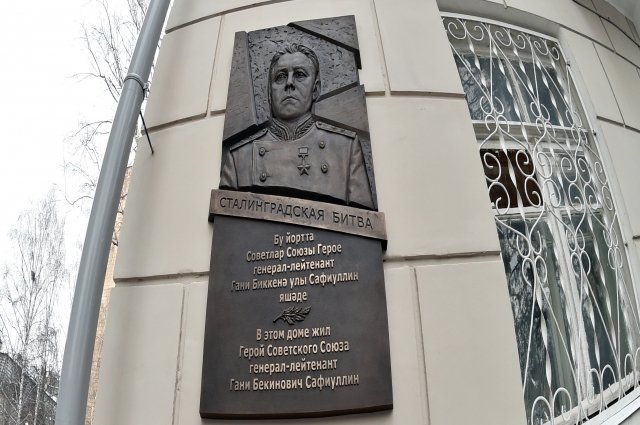 СТАЛИНГРАДСКАЯ БИТВА
Бу йортта
Советлар Союзы Герое
генерал-лейтенант
Гани Биккенә улы Сафиуллин
яшәде
В этом доме жил
Герой Советского Союза
генерал-лейтенант
Гани Бекинович Сафиуллин